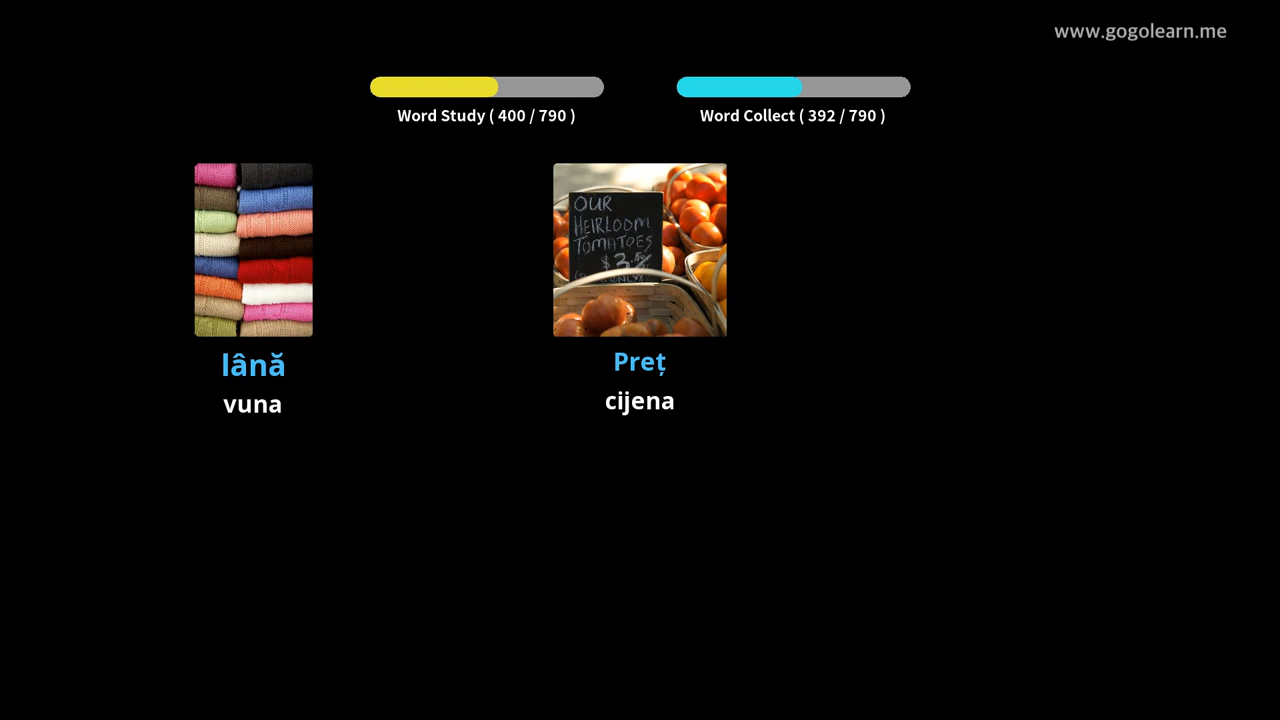 www.gogolearn.me
Word Study ( 400 / 790 )
Word Collect ( 392 / 790 )
OUR
HEIRLOOM
TOMATOES
lână
vuna
Preț
cijena